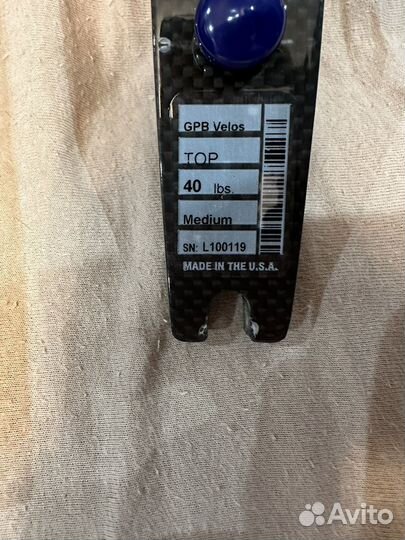 GPB Velos
TOP
40 lbs.
Medium
SN: L100119
MADE IN THE U.S.A.
Avito